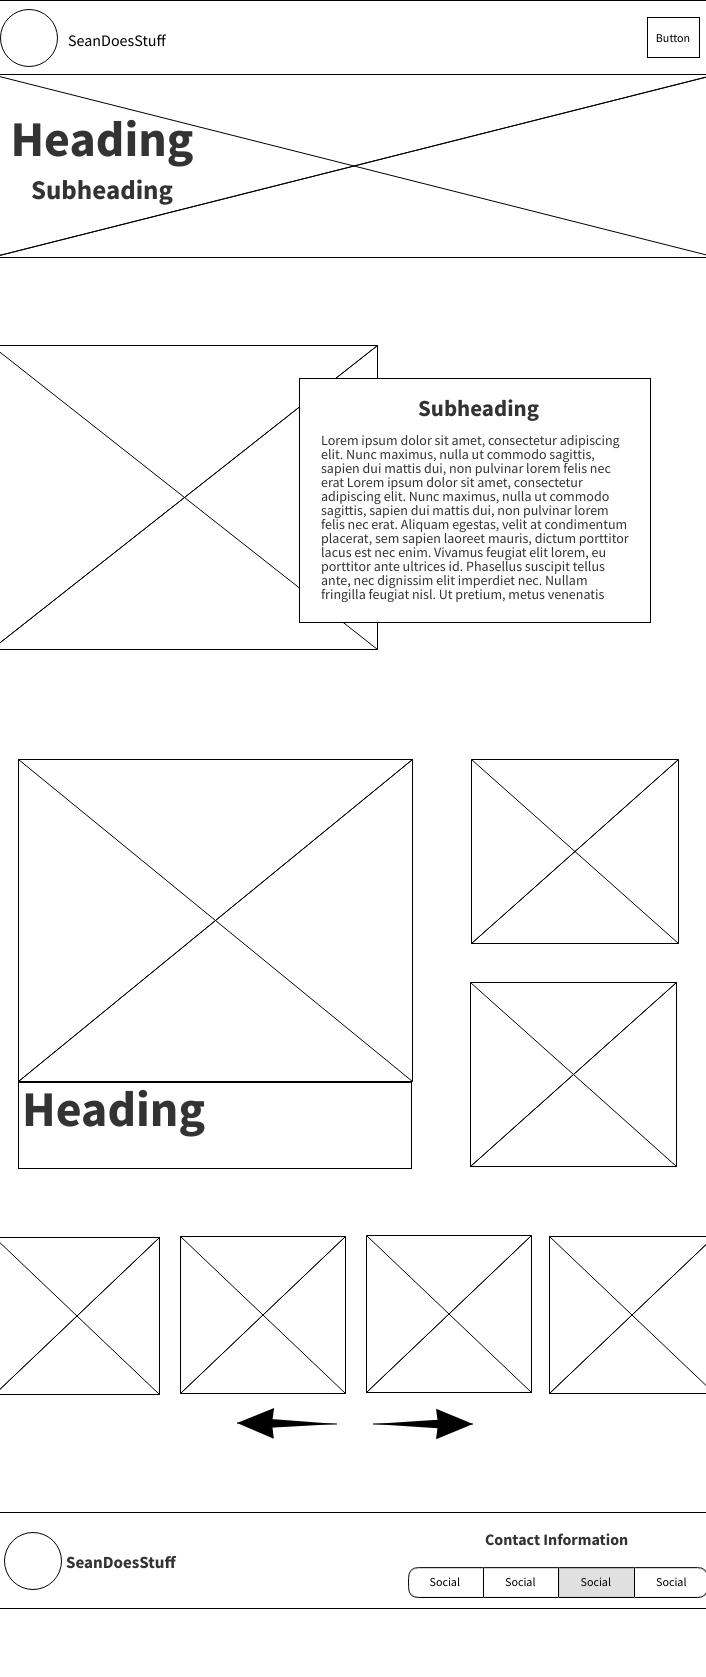 SeanDoesStuff
Button
Heading
Subheading
Subheading
Lorem ipsum dolor sit amet, consectetur adipiscing
elit. Nunc maximus, nulla ut commodo sagittis,
sapien dui mattis dui, non pulvinar lorem felis nec
erat Lorem ipsum dolor sit amet, consectetur
adipiscing elit. Nunc maximus, nulla ut commodo
sagittis, sapien dui mattis dui, non pulvinar lorem
felis nec erat. Aliquam egestas, velit at condimentum
placerat, sem sapien laoreet mauris, dictum porttitor
lacus est nec enim. Vivamus feugiat elit lorem, eu
porttitor ante ultrices id. Phasellus suscipit tellus
ante, nec dignissim elit imperdiet nec. Nullam
fringilla feugiat nisl. Ut pretium, metus venenatis
Heading
SeanDoesStuff
Contact Information
Social Social Social Social